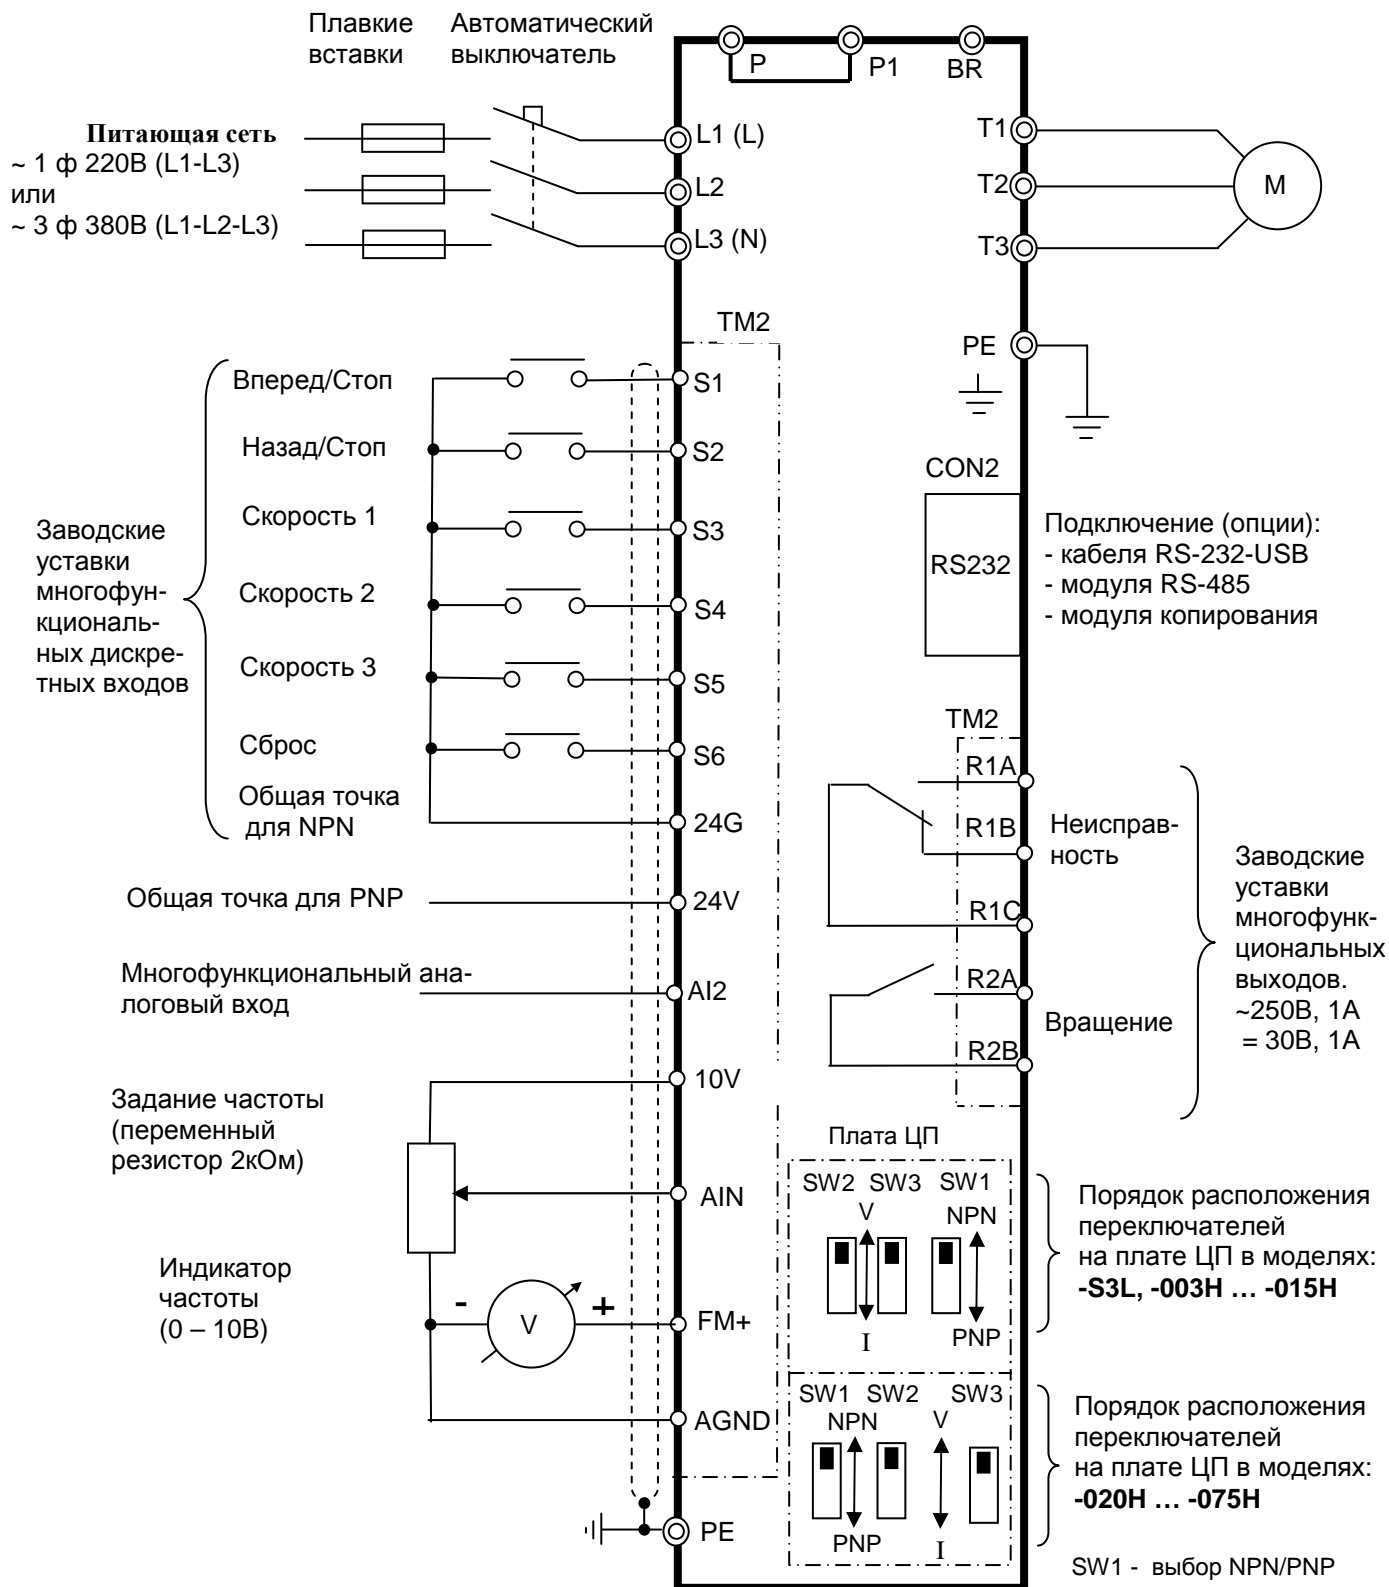 Плавкие
вставки
Автоматический
выключатель
P
P1
BR
Питающая сеть
~ 1 ф 220В (L1-L3)
или
~ 3 ф 380В (L1-L2-L3)
L1 (L)
L2
L3 (N)
T1
T2
T3
M
TM2
PE
Вперед/Стоп
S1
Назад/Стоп
S2
Скорость 1
S3
Скорость 2
S4
Скорость 3
S5
Сброс
S6
Общая точка
для NPN
24G
Заводские
уставки
многофун-
кциональ-
ных дискре-
тных входов
CON2
RS232
Подключение (опции):
- кабеля RS-232-USB
- модуля RS-485
- модуля копирования
TM2
R1A
R1B
R1C
R2A
R2B
Неисправ-
ность
Вращение
Заводские
уставки
многофунк-
циональных
выходов.
~250В, 1А
= 30В, 1А
Общая точка для PNP
24V
Многофункциональный ана-
логовый вход
AI2
10V
Задание частоты
(переменный
резистор 2кОм)
AIN
Индикатор
частоты
(0 – 10В)
-
V
+
FM+
AGND
PE
Плата ЦП
SW2 SW3 SW1
V
NPN
I
PNP
Порядок расположения
переключателей
на плате ЦП в моделях:
-S3L, -003H … -015H
SW1 SW2 SW3
NPN
V
PNP
I
Порядок расположения
переключателей
на плате ЦП в моделях:
-020H … -075H
SW1 - выбор NPN/PNP